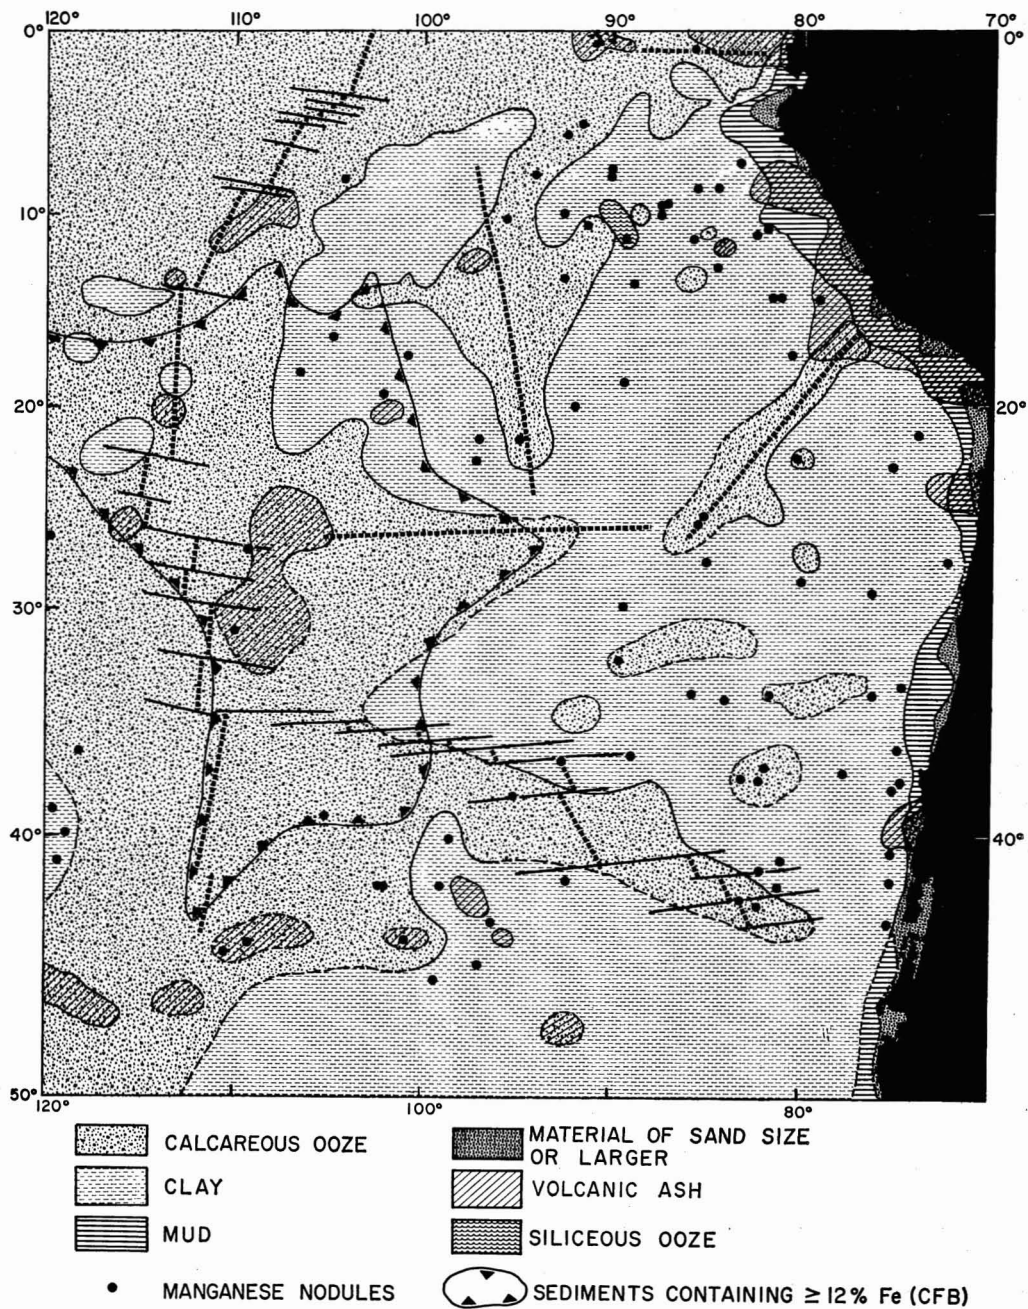 120° 110° 100° 90° 80° 70°
0° 0°
10°
20° 20°
30°
40° 40°
50°
120° 100° 80°
CALCAREOUS OOZE
CLAY
MUD
MANGANESE NODULES
MATERIAL OF SAND SIZE
OR LARGER
VOLCANIC ASH
SILICEOUS OOZE
SEDIMENTS CONTAINING ≥ 12% Fe (CFB)